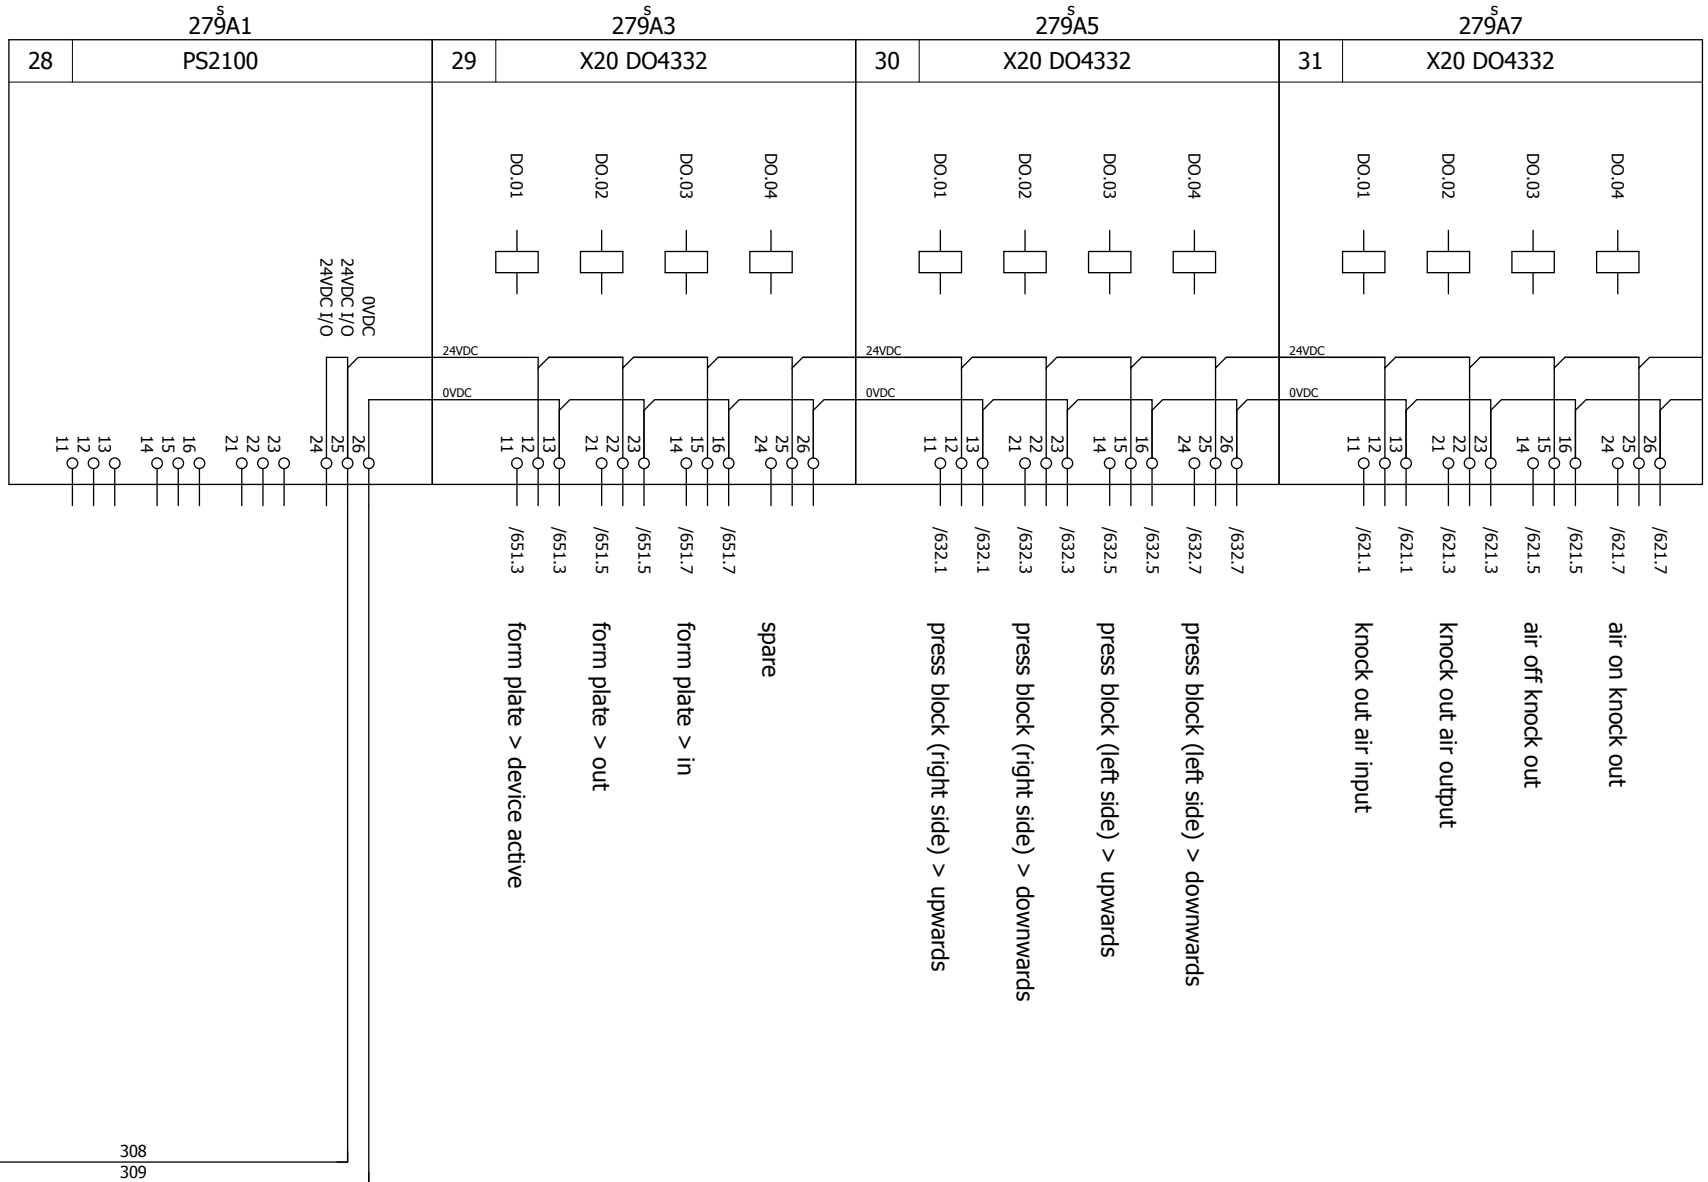 S
279A1
S
279A3
S
279A5
S
279A7
28
PS2100
29
X20 DO4332
30
X20 DO4332
31
X20 DO4332
DO.01
DO.02
DO.03
DO.04
DO.01
DO.02
DO.03
DO.04
DO.01
DO.02
DO.03
DO.04
24VDC I/O
24VDC I/O
0VDC
24VDC
24VDC
24VDC
0VDC
0VDC
0VDC
11
12
13
14
15
16
21
22
23
24
25
26
11
12
13
21
22
23
14
15
16
24
25
26
11
12
13
21
22
23
14
15
16
24
25
26
11
12
13
21
22
23
14
15
16
24
25
26
/651.3
/651.3
/651.5
/651.5
/651.7
/651.7
/632.1
/632.1
/632.3
/632.3
/632.5
/632.5
/632.7
/632.7
/621.1
/621.1
/621.3
/621.3
/621.5
/621.5
/621.7
/621.7
form plate > device active
form plate > out
form plate > in
spare
press block (right side) > upwards
press block (right side) > downwards
press block (left side) > upwards
press block (left side) > downwards
knock out air input
knock out air output
air off knock out
air on knock out
308
309